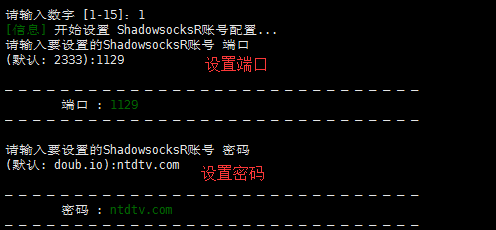 请输入数字 [1-15]: 1
[信息] 开始设置 ShadowsocksR账号配置...
请输入要设置的ShadowsocksR账号 端口
(默认: 2333):1129
设置端口
————————————————————————————————
端口 : 1129
————————————————————————————————
请输入要设置的ShadowsocksR账号 密码
(默认: doub.io):ntdtv.com
设置密码
————————————————————————————————
密码 : ntdtv.com
————————————————————————————————